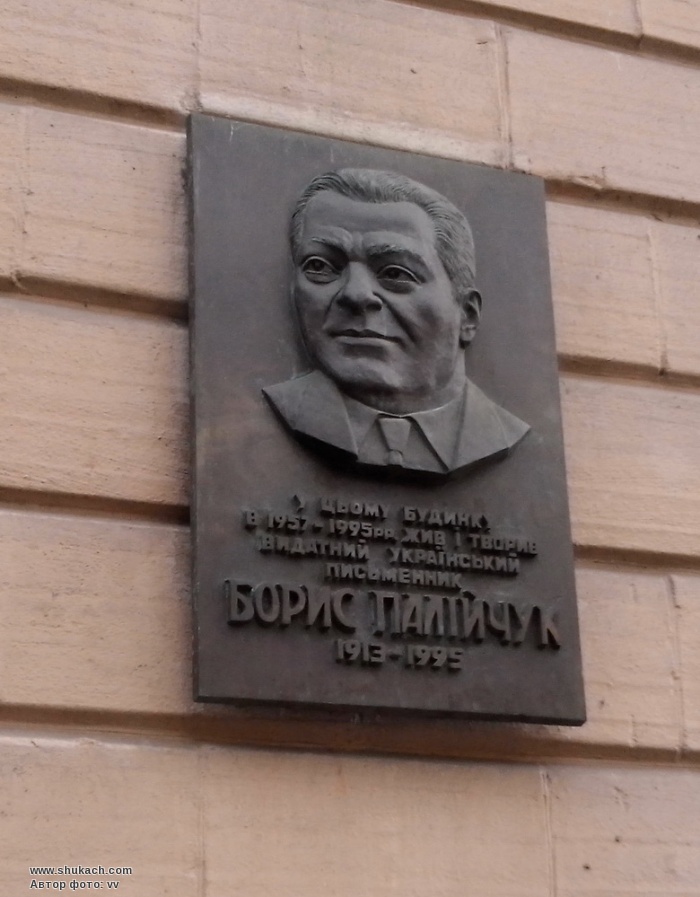 У ЦЬОМУ БУДИНКУ
В 1957-1995рр. ЖИВ І ТВОРИВ
ВИДАТНИЙ УКРАЇНСЬКИЙ
ПИСЬМЕННИК
БОРИС ПАЛІЙЧУК
1913-1995
www.shukach.com
Автор фото: vv